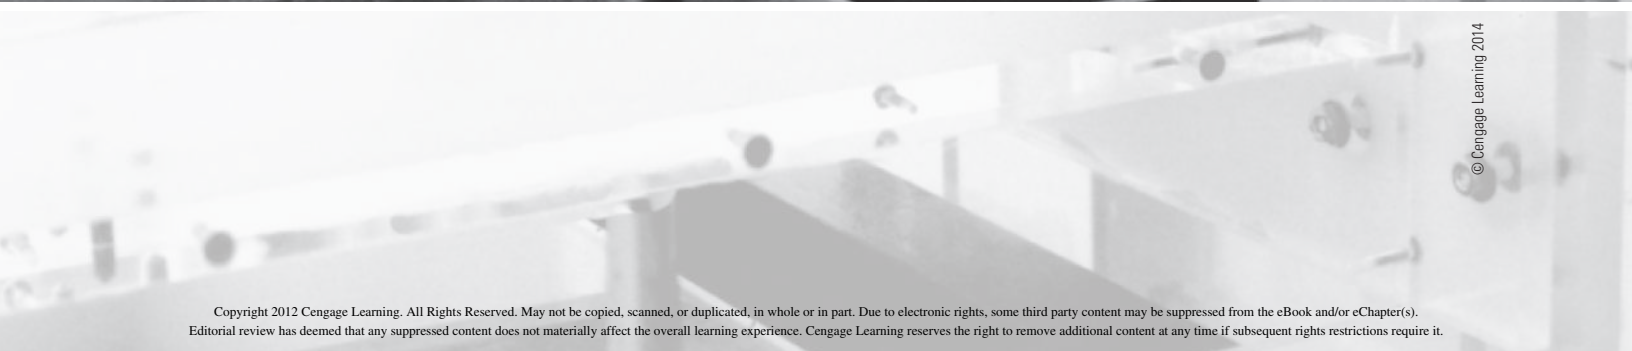 © Cengage Learning 2014
Copyright 2012 Cengage Learning. All Rights Reserved. May not be copied, scanned, or duplicated, in whole or in part. Due to electronic rights, some third party content may be suppressed from the eBook and/or eChapter(s).
Editorial review has deemed that any suppressed content does not materially affect the overall learning experience. Cengage Learning reserves the right to remove additional content at any time if subsequent rights restrictions require it.